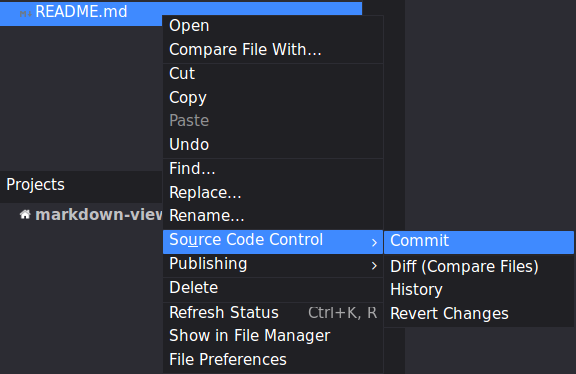 README.md
Open
Compare File With...
Cut
Copy
Paste
Undo
Find...
Projects
Replace...
Rename...
markdown-view
Source Code Control
Commit
Publishing
Diff (Compare Files)
Delete
History
Refresh Status Ctrl+K, R
Revert Changes
Show in File Manager
File Preferences